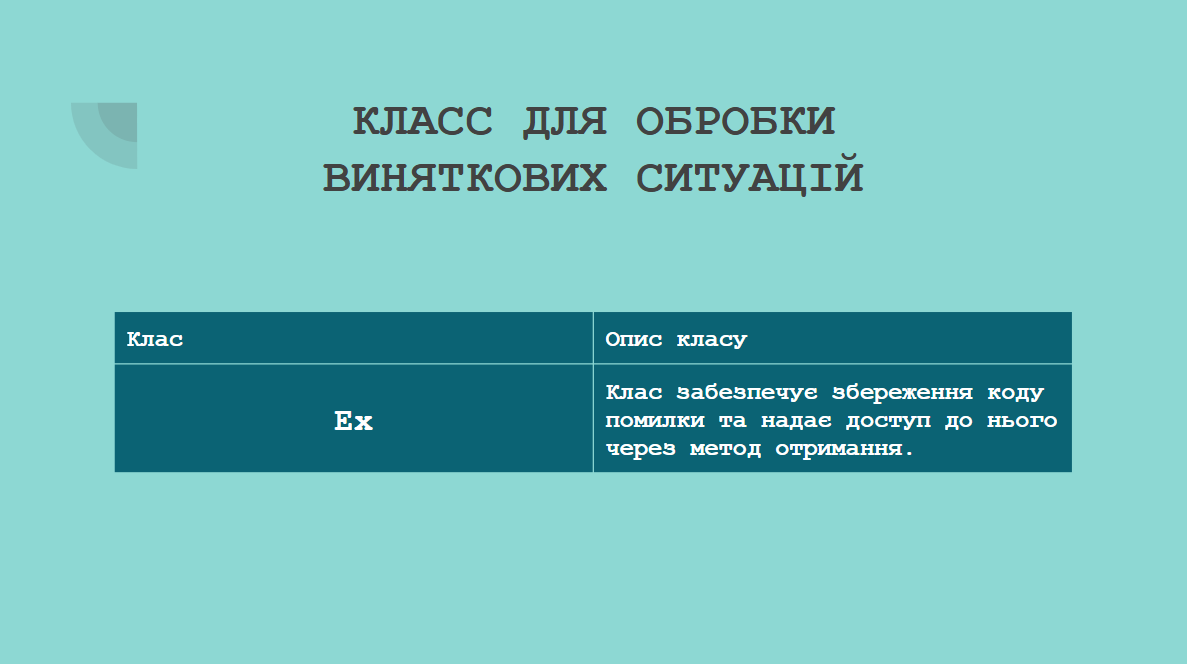 КЛАСС ДЛЯ ОБРОБКИ
ВИНЯТКОВИХ СИТУАЦІЙ
Клас
Опис класу
Ex
Клас забезпечує збереження коду
помилки та надає доступ до нього
через метод отримання.